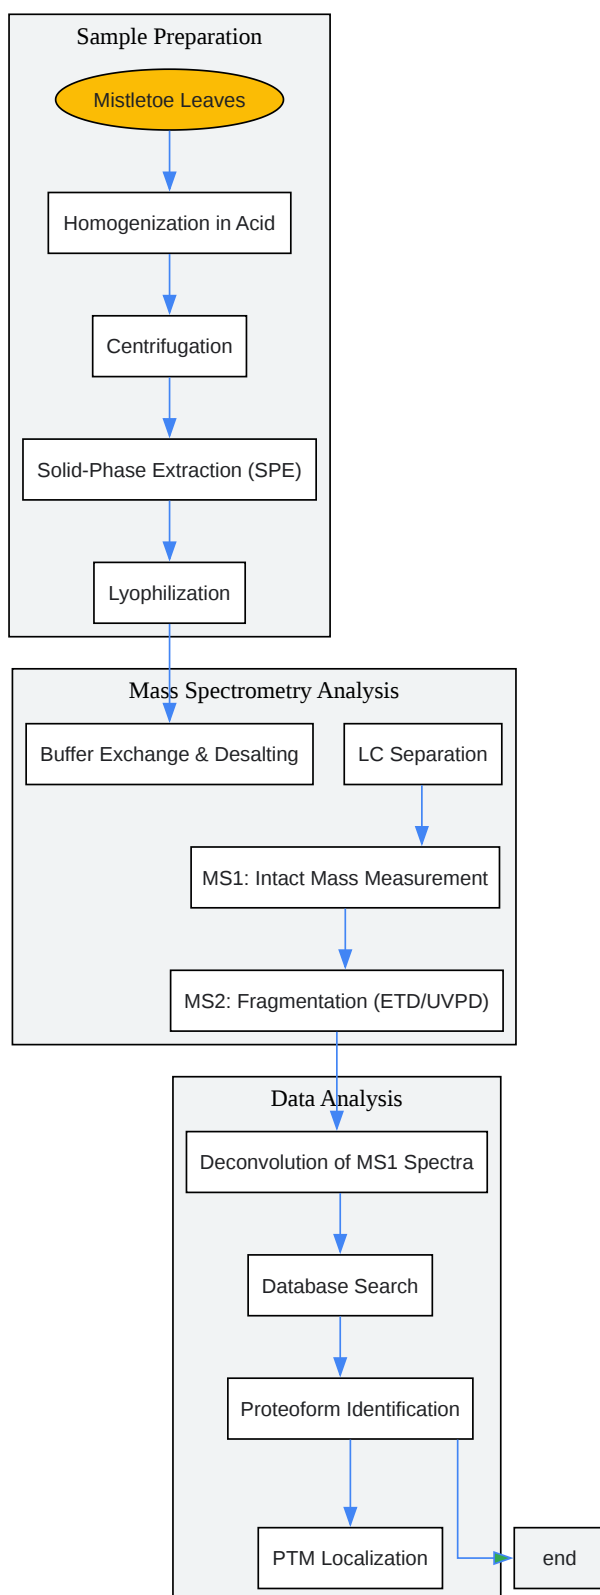 Sample Preparation
Mistletoe Leaves
Homogenization in Acid
Centrifugation
Solid-Phase Extraction (SPE)
Lyophilization
Mass Spectrometry Analysis
Buffer Exchange & Desalting
LC Separation
MS1: Intact Mass Measurement
MS2: Fragmentation (ETD/UVPD)
Data Analysis
Deconvolution of MS1 Spectra
Database Search
Proteoform Identification
PTM Localization
end